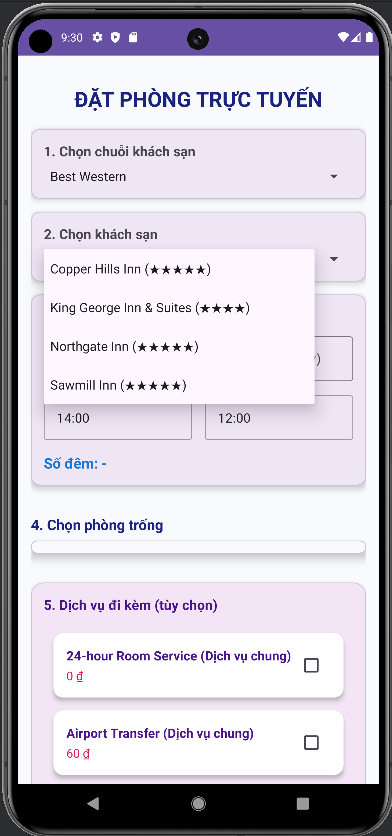 9:30
ĐẶT PHÒNG TRỰC TUYẾN
1. Chọn chuỗi khách sạn
Best Western
2. Chọn khách sạn
Copper Hills Inn (★★★★★)
King George Inn & Suites (★★★★)
Northgate Inn (★★★★★)
Sawmill Inn (★★★★★)
14:00
12:00
Số đêm: -
4. Chọn phòng trống
5. Dịch vụ đi kèm (tùy chọn)
24-hour Room Service (Dịch vụ chung)
0 ₫
Airport Transfer (Dịch vụ chung)
60 ₫